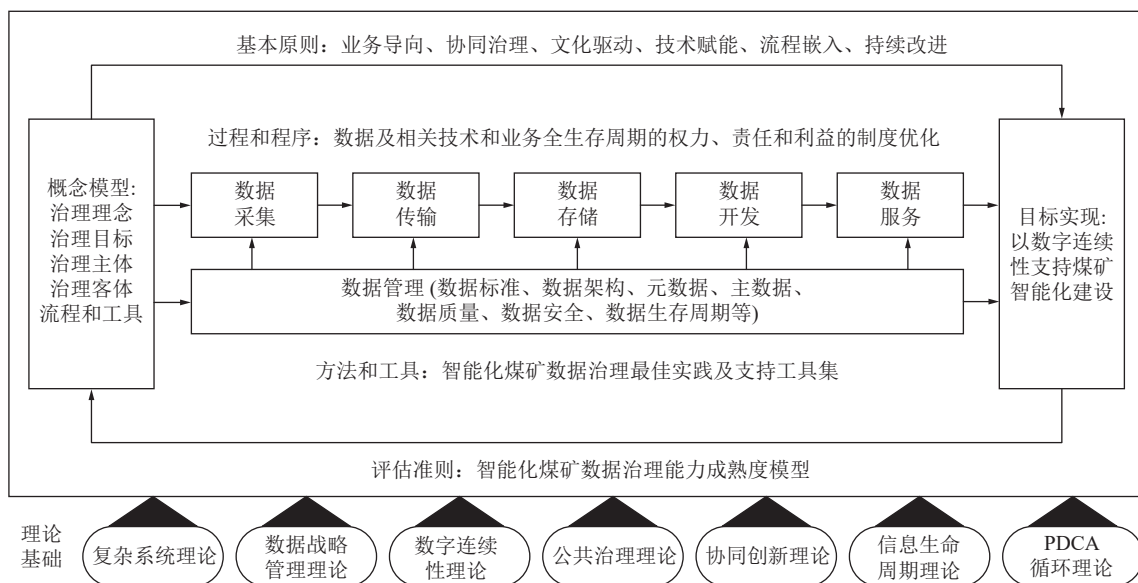 基本原则：业务导向、协同治理、文化驱动、技术赋能、流程嵌入、持续改进
过程和程序：数据及相关技术和业务全生存周期的权力、责任和利益的制度优化
概念模型:
治理理念
治理目标
治理主体
治理客体
流程和工具
数据
采集
数据
传输
数据
存储
数据
开发
数据
服务
数据管理 (数据标准、数据架构、元数据、主数据、
数据质量、数据安全、数据生存周期等)
目标实现:
以数字连续
性支持煤矿
智能化建设
方法和工具：智能化煤矿数据治理最佳实践及支持工具集
评估准则：智能化煤矿数据治理能力成熟度模型
理论
基础
复杂系统理论
数据战略
管理理论
数字连续
性理论
公共治理理论
协同创新理论
信息生命
周期理论
PDCA
循环理论